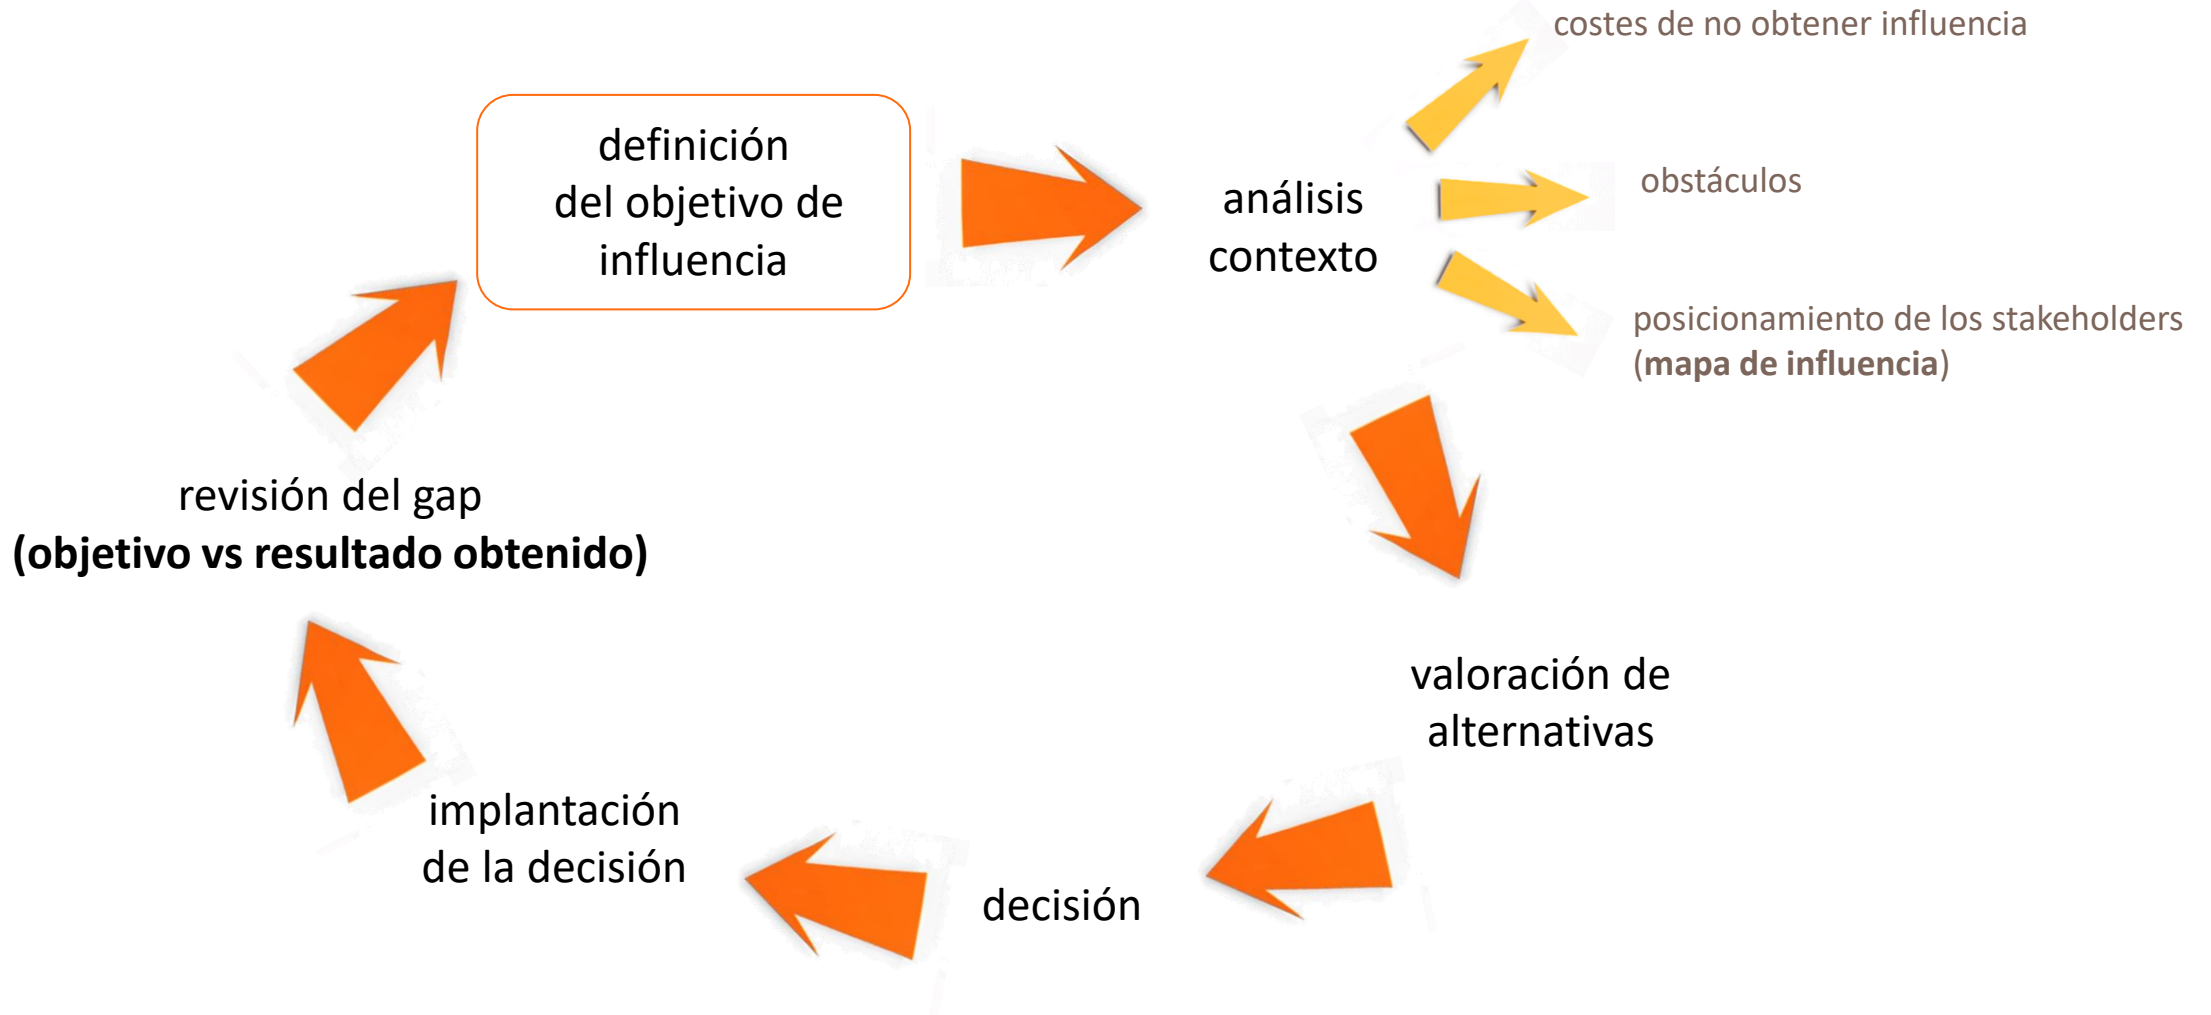 costes de no obtener influencia
definición
del objetivo de
influencia
análisis
contexto
obstáculos
posicionamiento de los stakeholders
(mapa de influencia)
valoración de
alternativas
decisión
implantación
de la decisión
revisión del gap
(objetivo vs resultado obtenido)